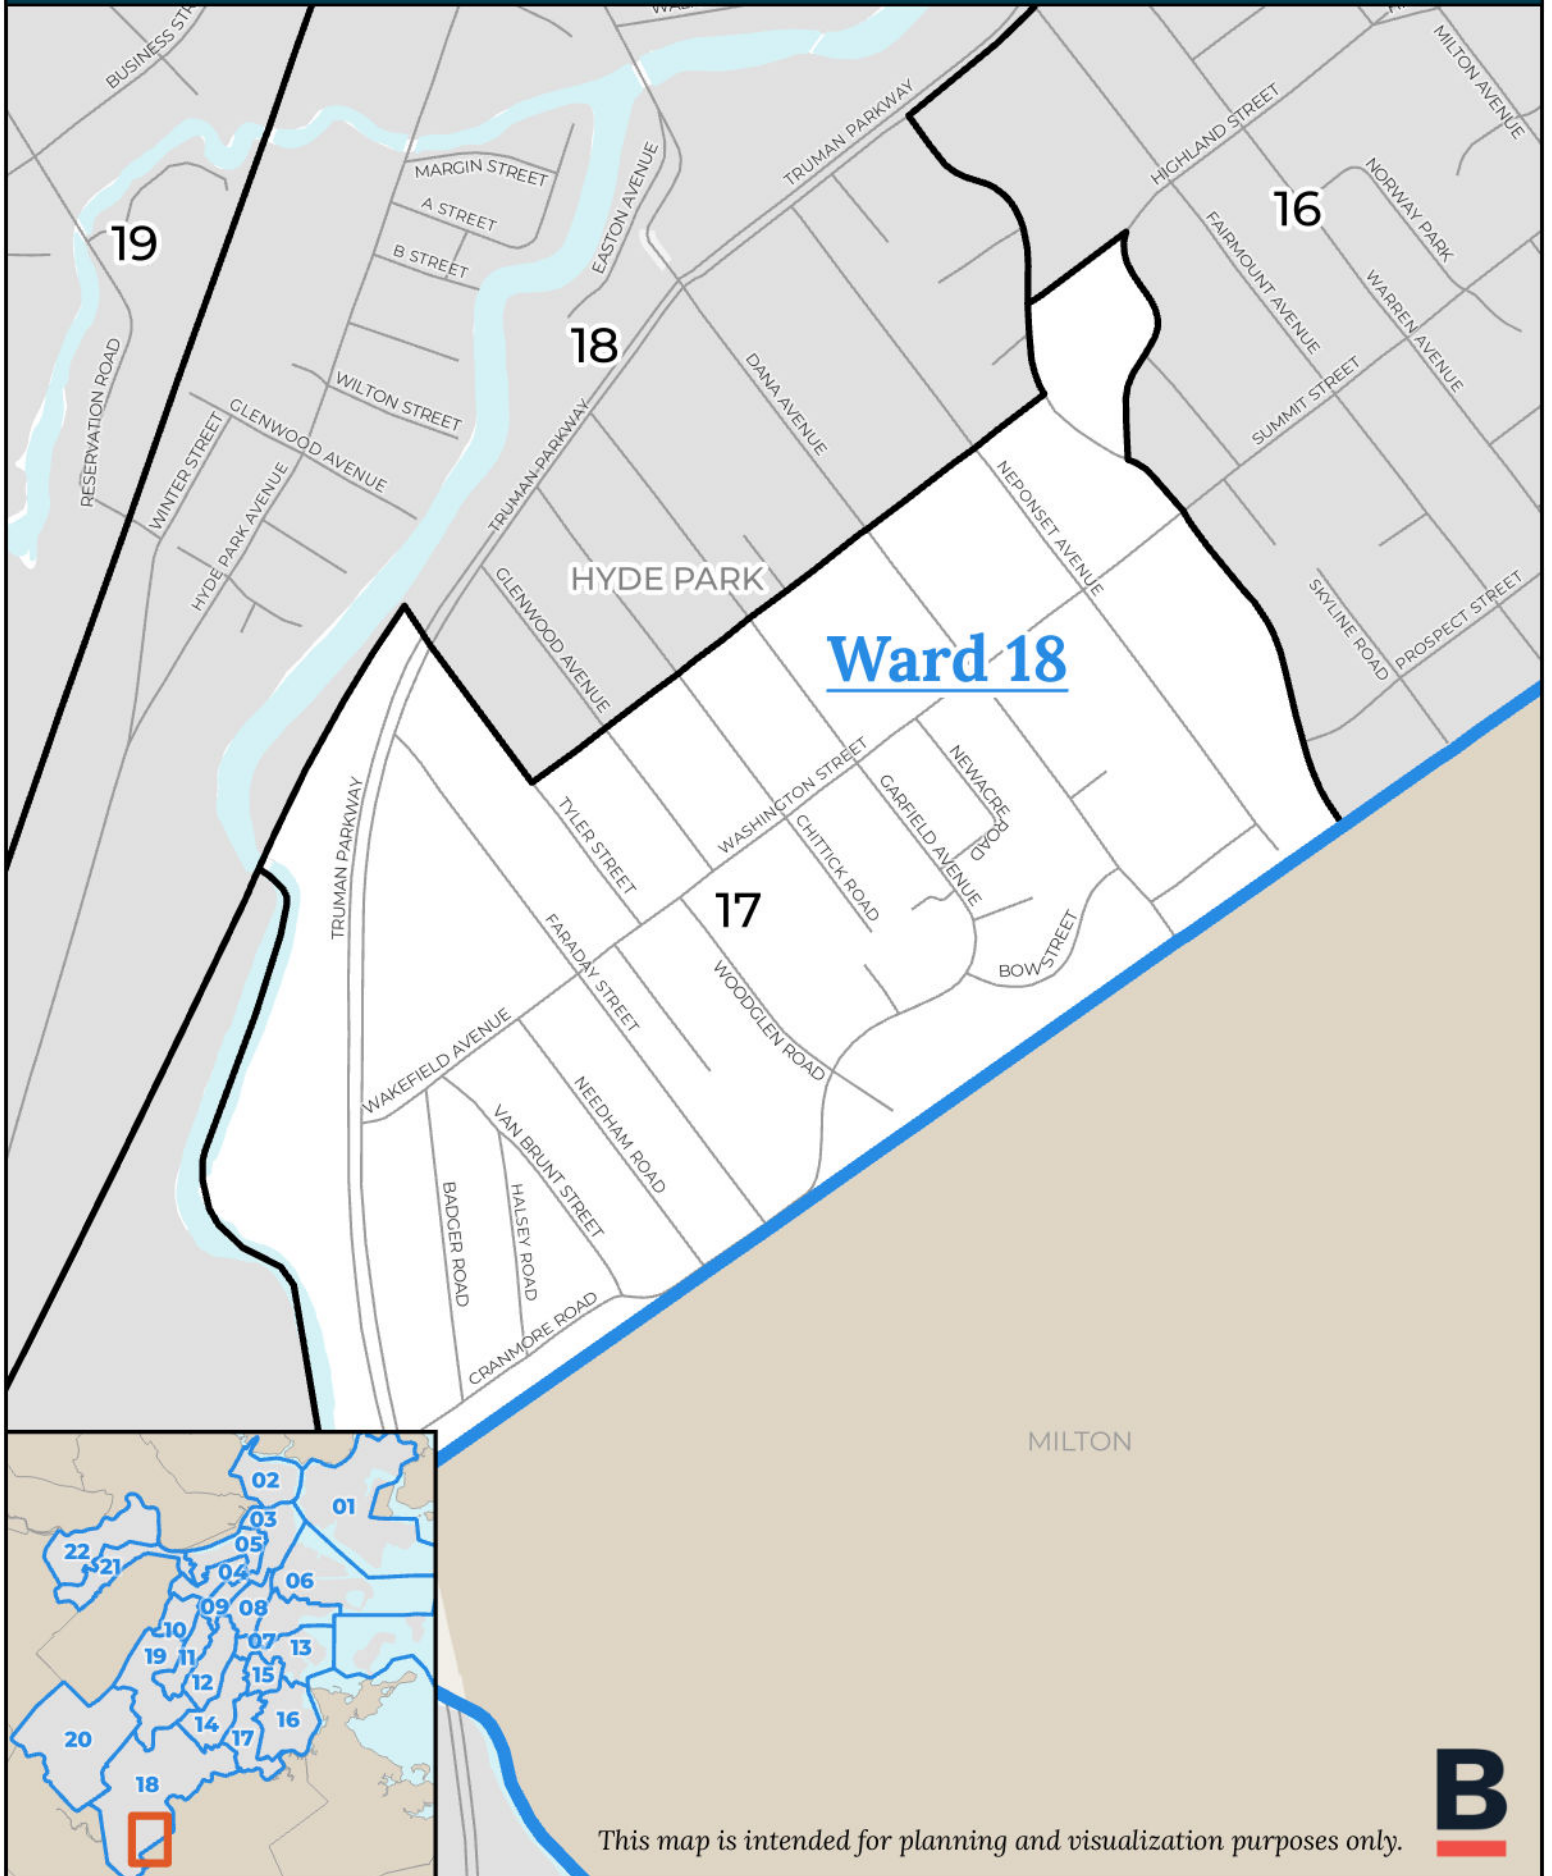 BUSINESS STR
MILTON AVENUE
TRUMAN PARKWAY
HIGHLAND STREET
MARGIN STREET
EASTON AVENUE
NORWAY PARK
16
A STREET
19
FAIRMOUNT AVENUE
B STREET
WARREN AVENUE
18
RESERVATION ROAD
DANA AVENUE
WILTON STREET
SUMMIT STREET
GLENWOOD AVENUE
WINTER STREET
TRUMAN PARKWAY
HYDE PARK AVENUE
NEPONSET AVENUE
HYDE PARK
GLENWOOD AVENUE
SKYLINE ROAD
PROSPECT STREET
Ward 18
WASHINGTON STREET
NEWACRE ROAD
TRUMAN PARKWAY
TYLER STREET
GARFIELD AVENUE
CHITTICK ROAD
17
FARADAY STREET
BOW STREET
WOODGLEN ROAD
WAKEFIELD AVENUE
NEEDHAM ROAD
VAN BRUNT STREET
BADGER ROAD
HALSEY ROAD
CRANMORE ROAD
MILTON
02
01
03
05
22
21
04
06
09
08
10
07
13
19
11
15
12
14
16
17
20
18
B
This map is intended for planning and visualization purposes only.